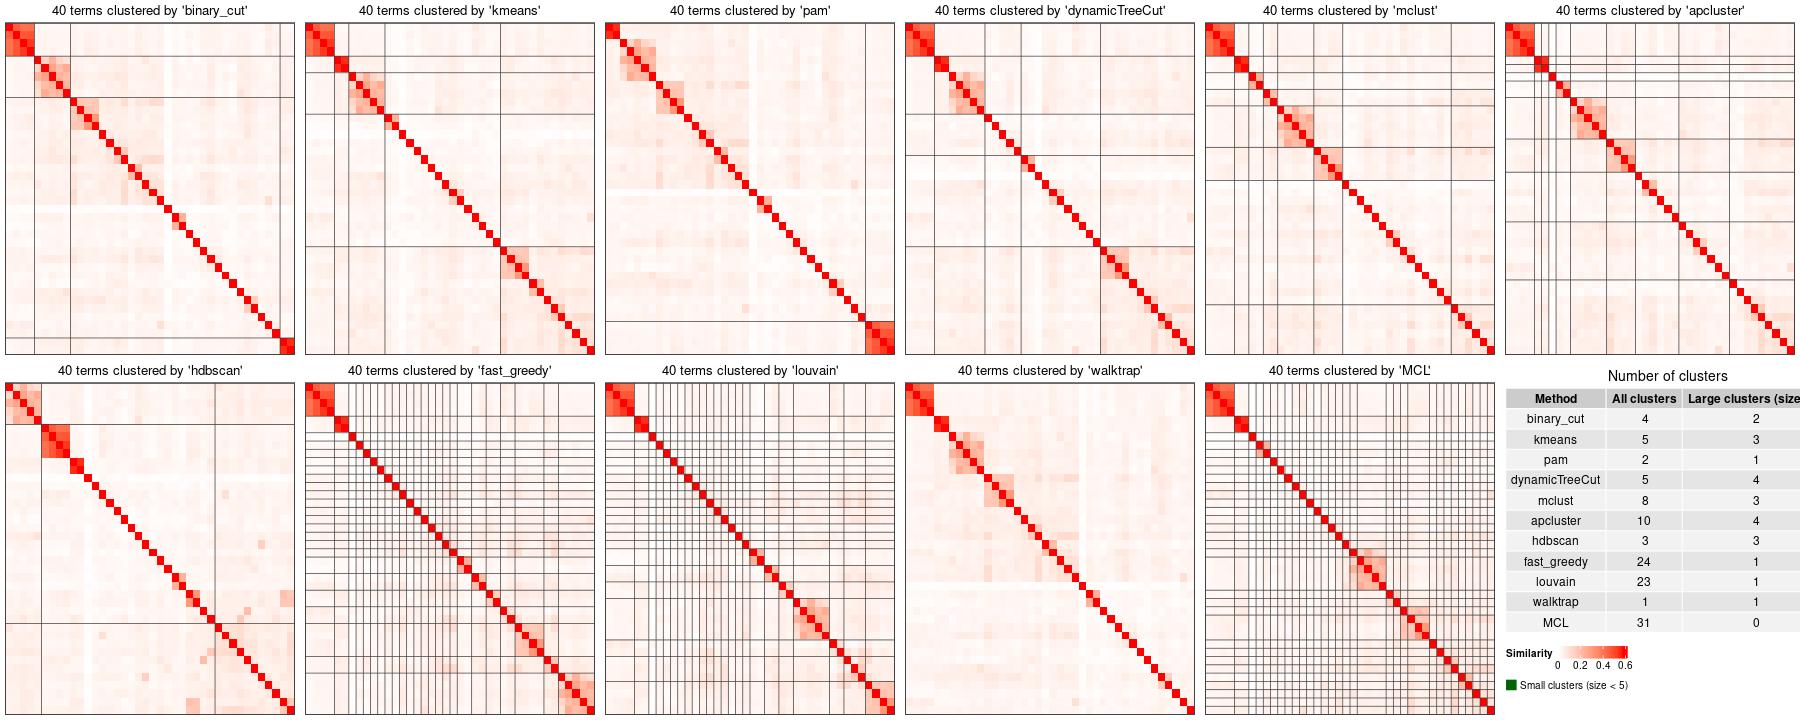 40 terms clustered by 'binary_cut'
40 terms clustered by 'kmeans'
40 terms clustered by 'pam'
40 terms clustered by 'dynamicTreeCut'
40 terms clustered by 'mclust'
40 terms clustered by 'apcluster'
40 terms clustered by 'hdbscan'
40 terms clustered by 'fast_greedy'
40 terms clustered by 'louvain'
40 terms clustered by 'walktrap'
40 terms clustered by 'MCL'
Number of clusters
Method All clusters Large clusters (size
binary_cut 4 2
kmeans 5 3
pam 2 1
dynamicTreeCut 5 4
mclust 8 3
apcluster 10 4
hdbscan 3 3
fast_greedy 24 1
louvain 23 1
walktrap 1 1
MCL 31 0
Similarity
0 0.2 0.4 0.6
Small clusters (size < 5)